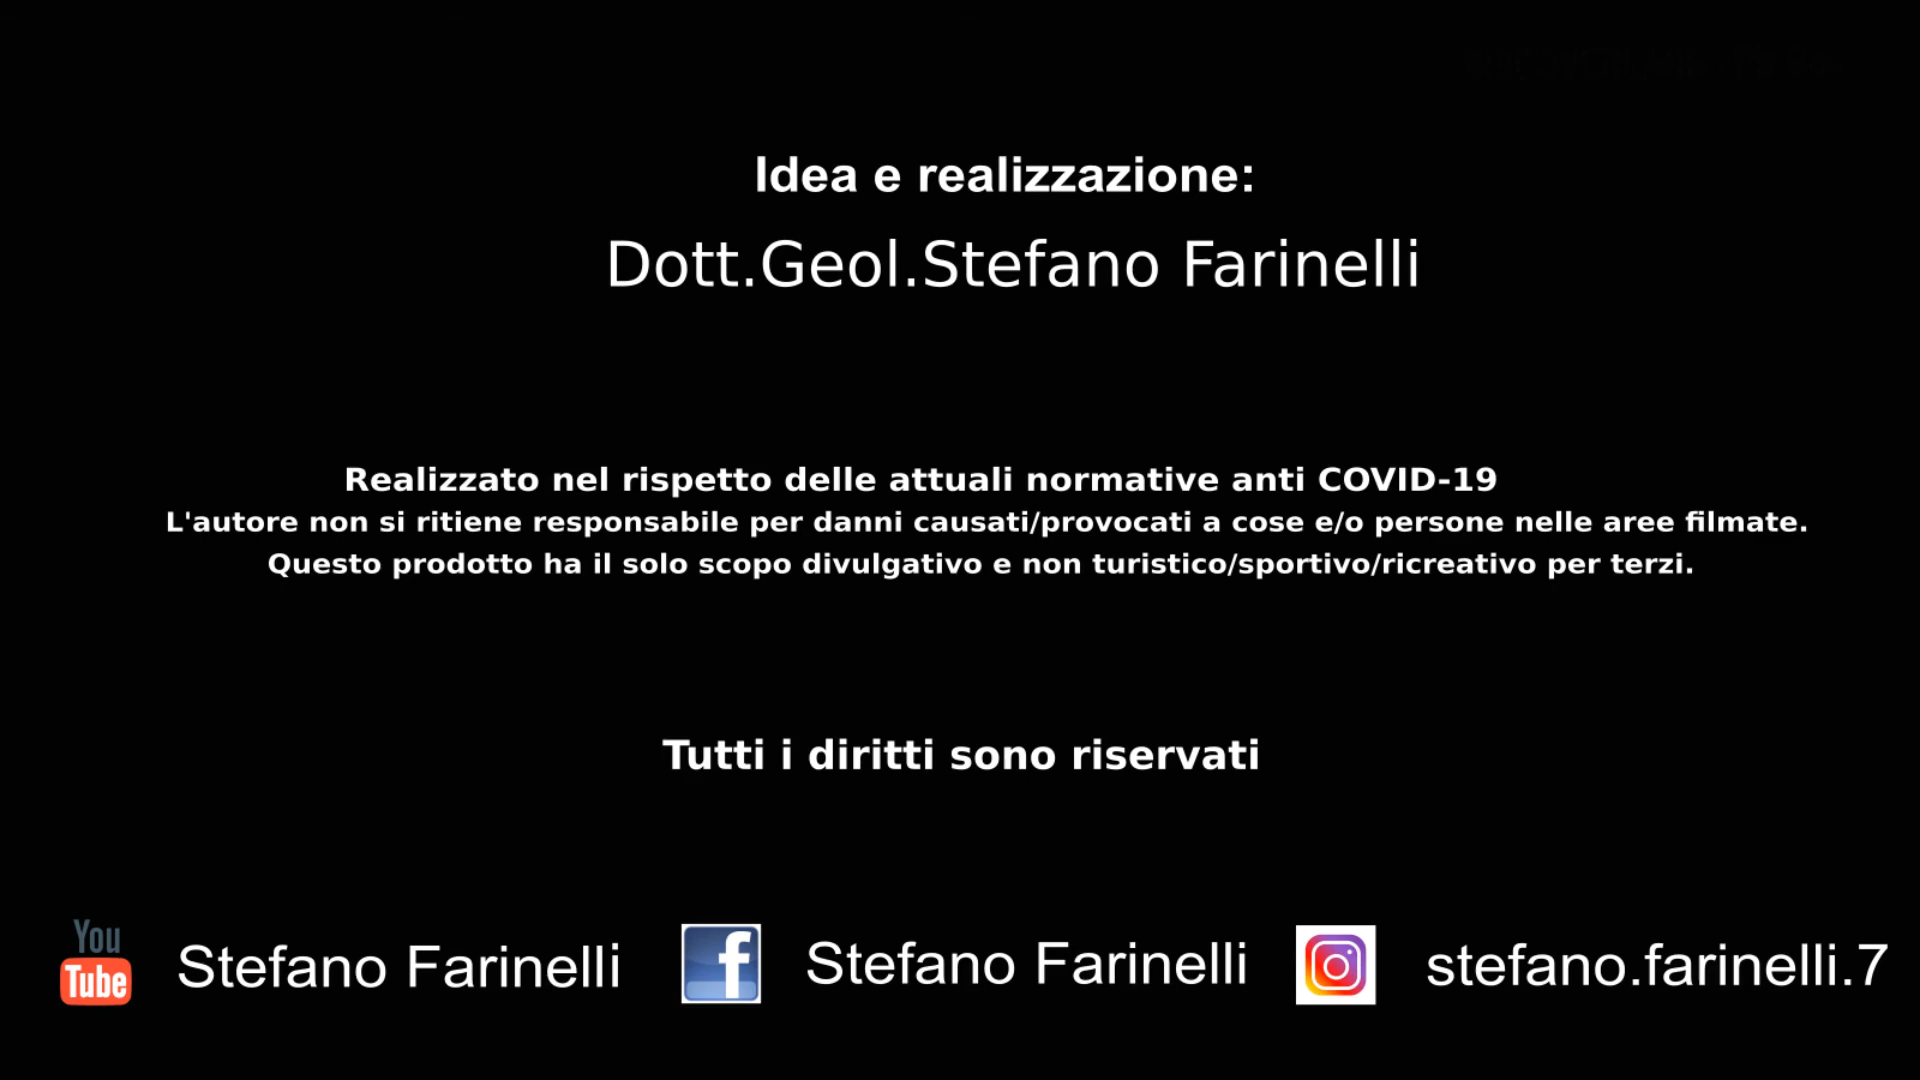 Idea e realizzazione:
Dott.Geol.Stefano Farinelli
Realizzato nel rispetto delle attuali normative anti COVID-19
L'autore non si ritiene responsabile per danni causati/provocati a cose e/o persone nelle aree filmate.
Questo prodotto ha il solo scopo divulgativo e non turistico/sportivo/ricreativo per terzi.
Tutti i diritti sono riservati
You Tube Stefano Farinelli f Stefano Farinelli stefano.farinelli.7